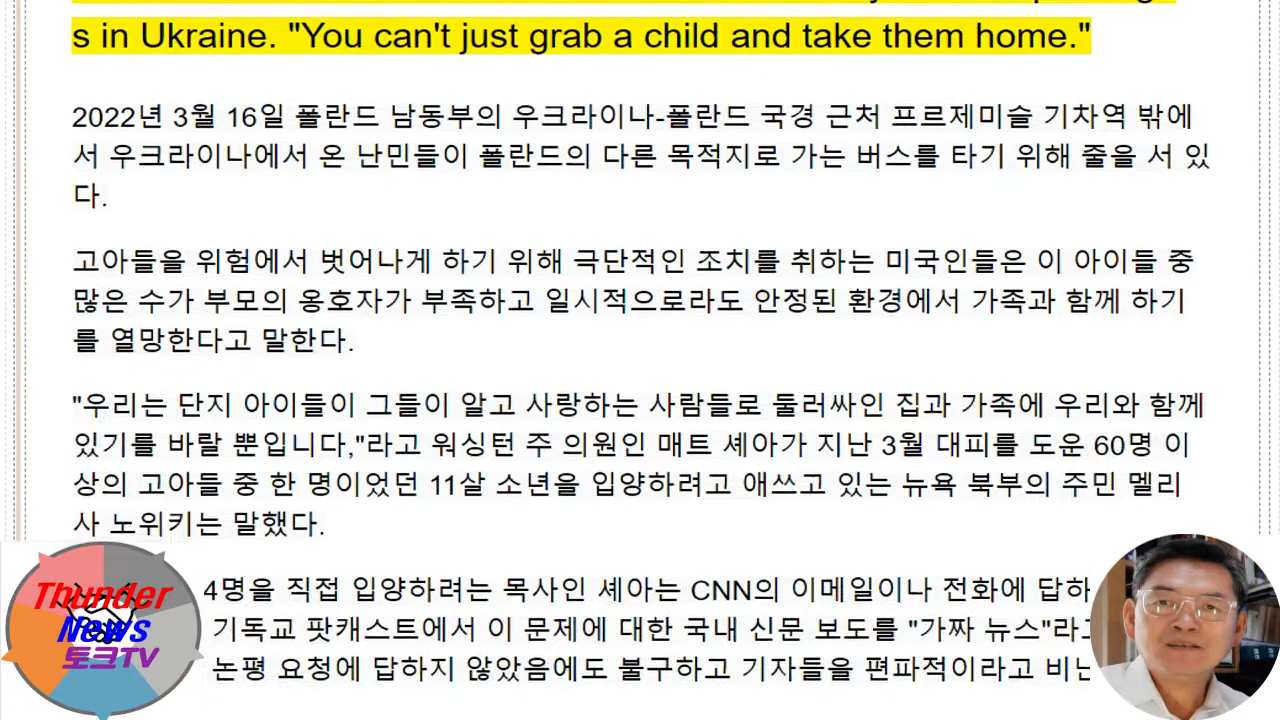 s in Ukraine. "You can't just grab a child and take them home."
2022년 3월 16일 폴란드 남동부의 우크라이나-폴란드 국경 근처 프르제미슬 기차역 밖에
서 우크라이나에서 온 난민들이 폴란드의 다른 목적지로 가는 버스를 타기 위해 줄을 서 있
다.
고아들을 위험에서 벗어나게 하기 위해 극단적인 조치를 취하는 미국인들은 이 아이들 중
많은 수가 부모의 옹호자가 부족하고 일시적으로라도 안정된 환경에서 가족과 함께 하기
를 열망한다고 말한다.
"우리는 단지 아이들이 그들이 알고 사랑하는 사람들로 둘러싸인 집과 가족에 우리와 함께
있기를 바랄 뿐입니다,"라고 워싱턴 주 의원인 매트 셰아가 지난 3월 대피를 도운 60명 이
상의 고아들 중 한 명이었던 11살 소년을 입양하려고 애쓰고 있는 뉴욕 북부의 주민 멜리
사 노위키는 말했다.
4명을 직접 입양하려는 목사인 셰아는 CNN의 이메일이나 전화에 답하
기독교 팟캐스트에서 이 문제에 대한 국내 신문 보도를 "가짜 뉴스"라
논평 요청에 답하지 않았음에도 불구하고 기자들을 편파적이라고 비
Thunder
News
토크TV